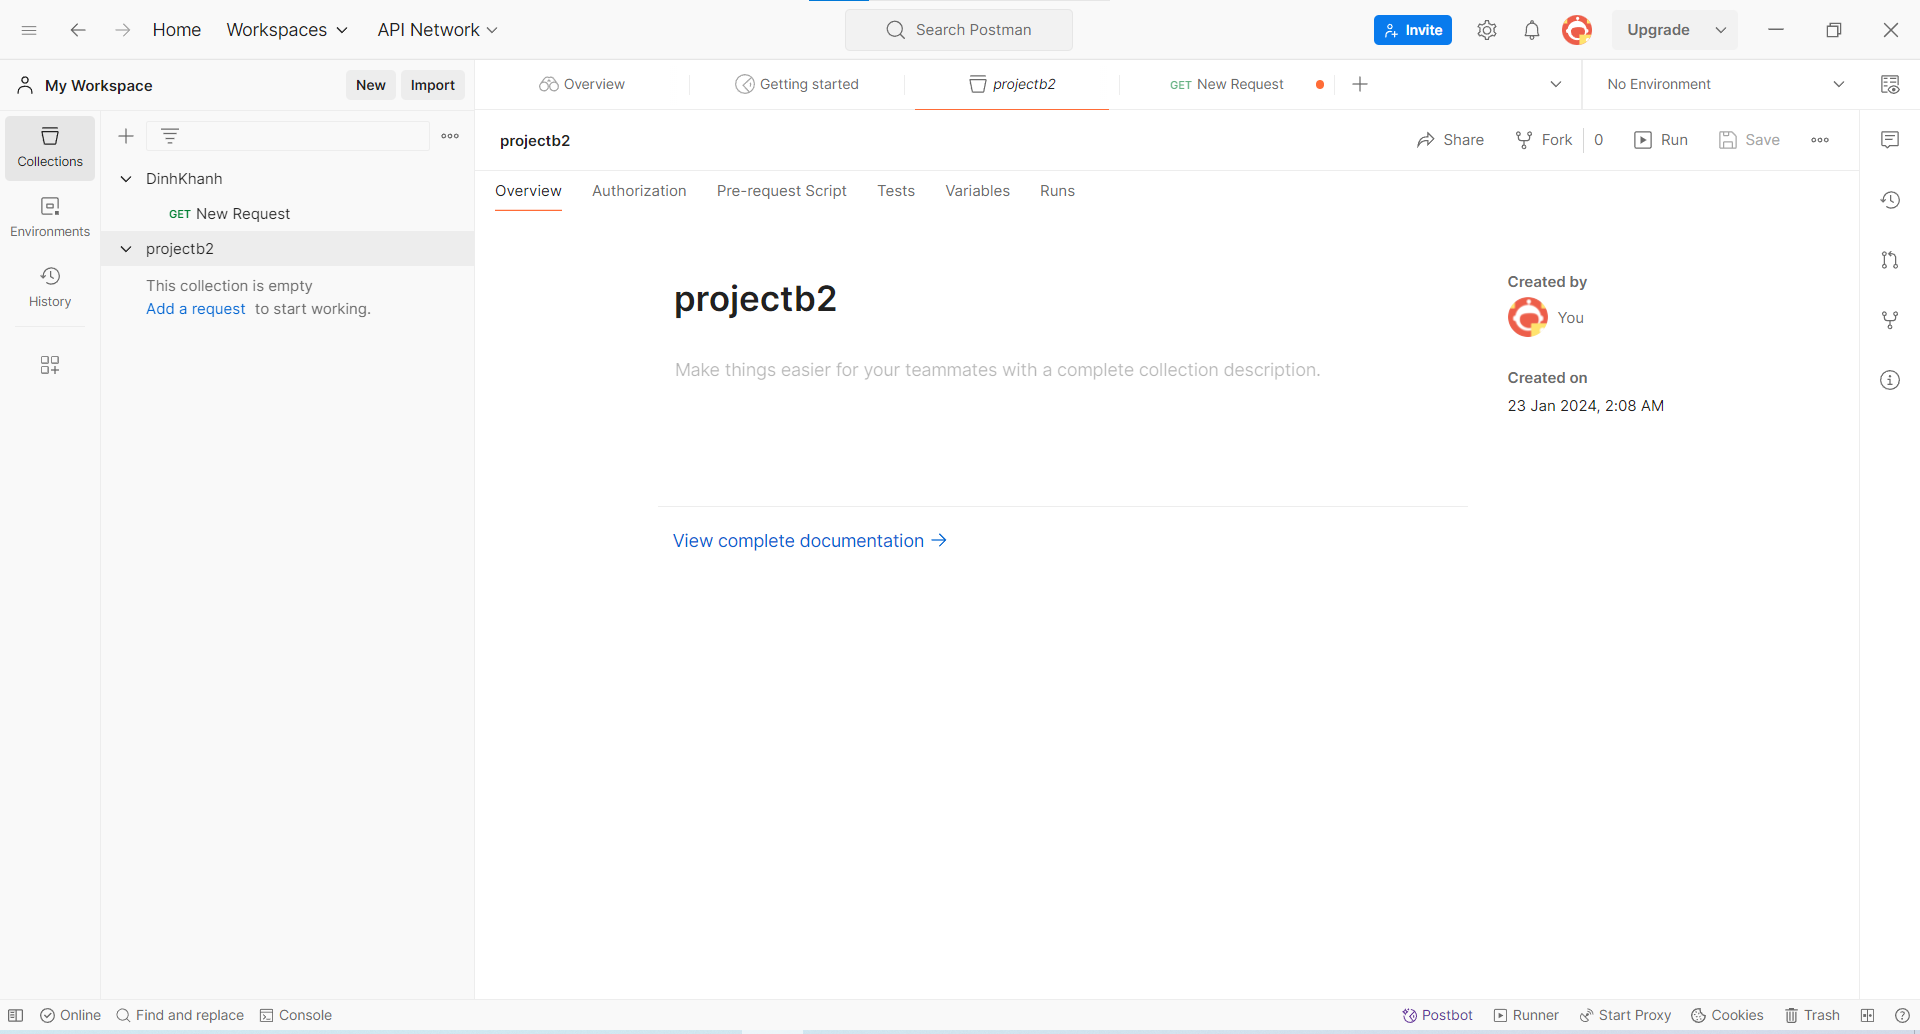 Home Workspaces API Network Search Postman Invite Upgrade
My Workspace New Import Overview Getting started projectb2 GET New Request No Environment
Collections
Environments
History
DinhKhanh
GET New Request
projectb2
This collection is empty
Add a request to start working.
projectb2 Share Fork 0 Run Save
Overview Authorization Pre-request Script Tests Variables Runs
projectb2
Make things easier for your teammates with a complete collection description.
View complete documentation →
Created by
You
Created on
23 Jan 2024, 2:08 AM
Online Find and replace Console Postbot Runner Start Proxy Cookies Trash